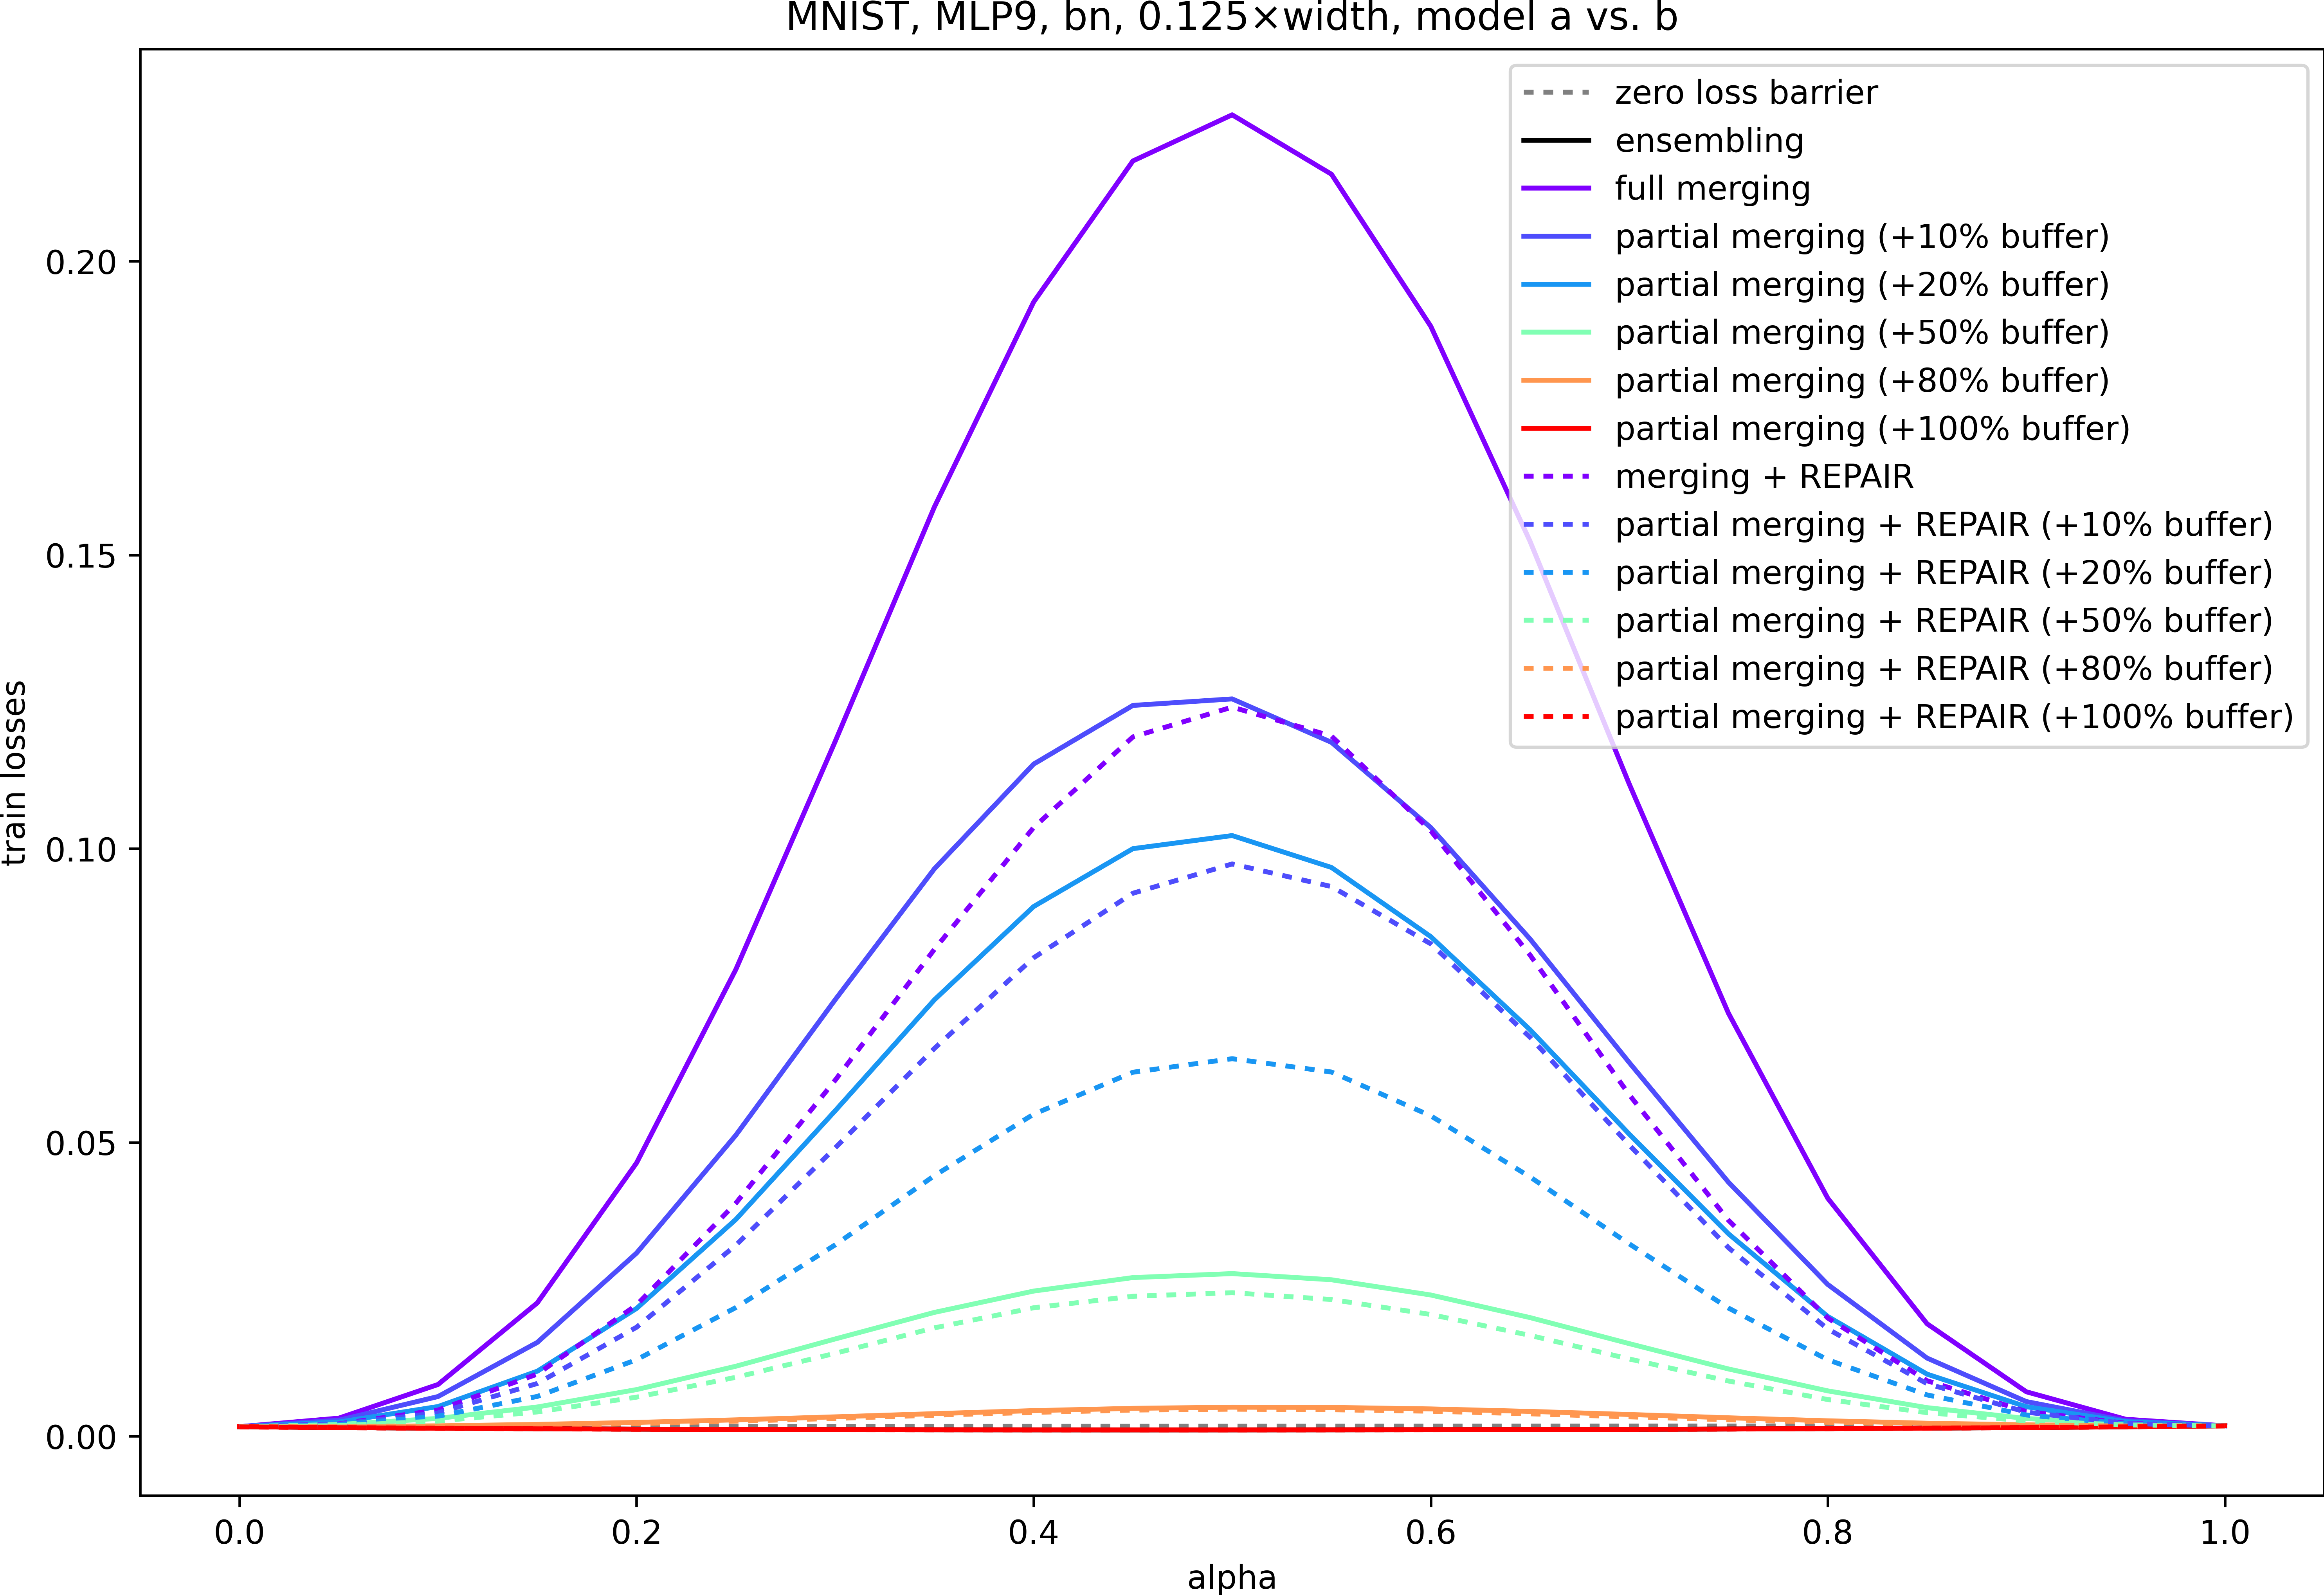 MNIST, MLP9, bn, 0.125×width, model a vs. b
zero loss barrier
ensembling
full merging
partial merging (+10% buffer)
partial merging (+20% buffer)
partial merging (+50% buffer)
partial merging (+80% buffer)
partial merging (+100% buffer)
merging + REPAIR
partial merging + REPAIR (+10% buffer)
partial merging + REPAIR (+20% buffer)
partial merging + REPAIR (+50% buffer)
partial merging + REPAIR (+80% buffer)
partial merging + REPAIR (+100% buffer)
train losses
0.20
0.15
0.10
0.05
0.00
0.0 0.2 0.4 0.6 0.8 1.0
alpha